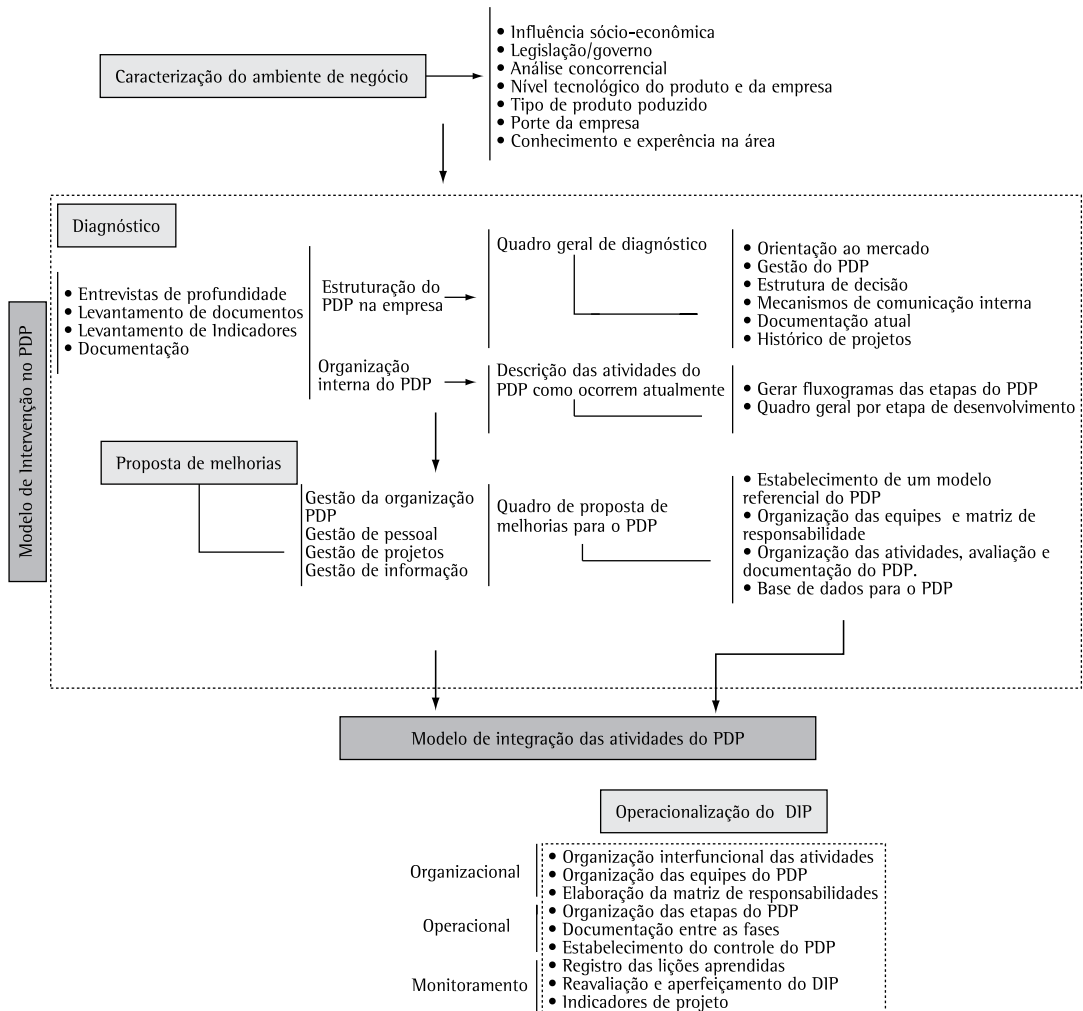 Caracterização do ambiente de negócio
• Influência sócio-econômica
• Legislação/governo
• Análise concorrencial
• Nível tecnológico do produto e da empresa
• Tipo de produto poduzido
• Porte da empresa
• Conhecimento e experência na área
Modelo de Intervenção no PDP
Diagnóstico
• Entrevistas de profundidade
• Levantamento de documentos
• Levantamento de Indicadores
• Documentação
Estruturação do
PDP na empresa
Quadro geral de diagnóstico
• Orientação ao mercado
• Gestão do PDP
• Estrutura de decisão
• Mecanismos de comunicação interna
• Documentação atual
• Histórico de projetos
Organização
interna do PDP
Descrição das atividades do
PDP como ocorrem atualmente
• Gerar fluxogramas das etapas do PDP
• Quadro geral por etapa de desenvolvimento
Proposta de melhorias
Gestão da organização
PDP
Gestão de pessoal
Gestão de projetos
Gestão de informação
Quadro de proposta de
melhorias para o PDP
• Estabelecimento de um modelo
referencial do PDP
• Organização das equipes e matriz de
responsabilidade
• Organização das atividades, avaliação e
documentação do PDP.
• Base de dados para o PDP
Modelo de integração das atividades do PDP
Operacionalização do DIP
Organizacional
• Organização interfuncional das atividades
• Organização das equipes do PDP
• Elaboração da matriz de responsabilidades
Operacional
• Organização das etapas do PDP
• Documentação entre as fases
• Estabelecimento do controle do PDP
Monitoramento
• Registro das lições aprendidas
• Reavaliação e aperfeiçamento do DIP
• Indicadores de projeto